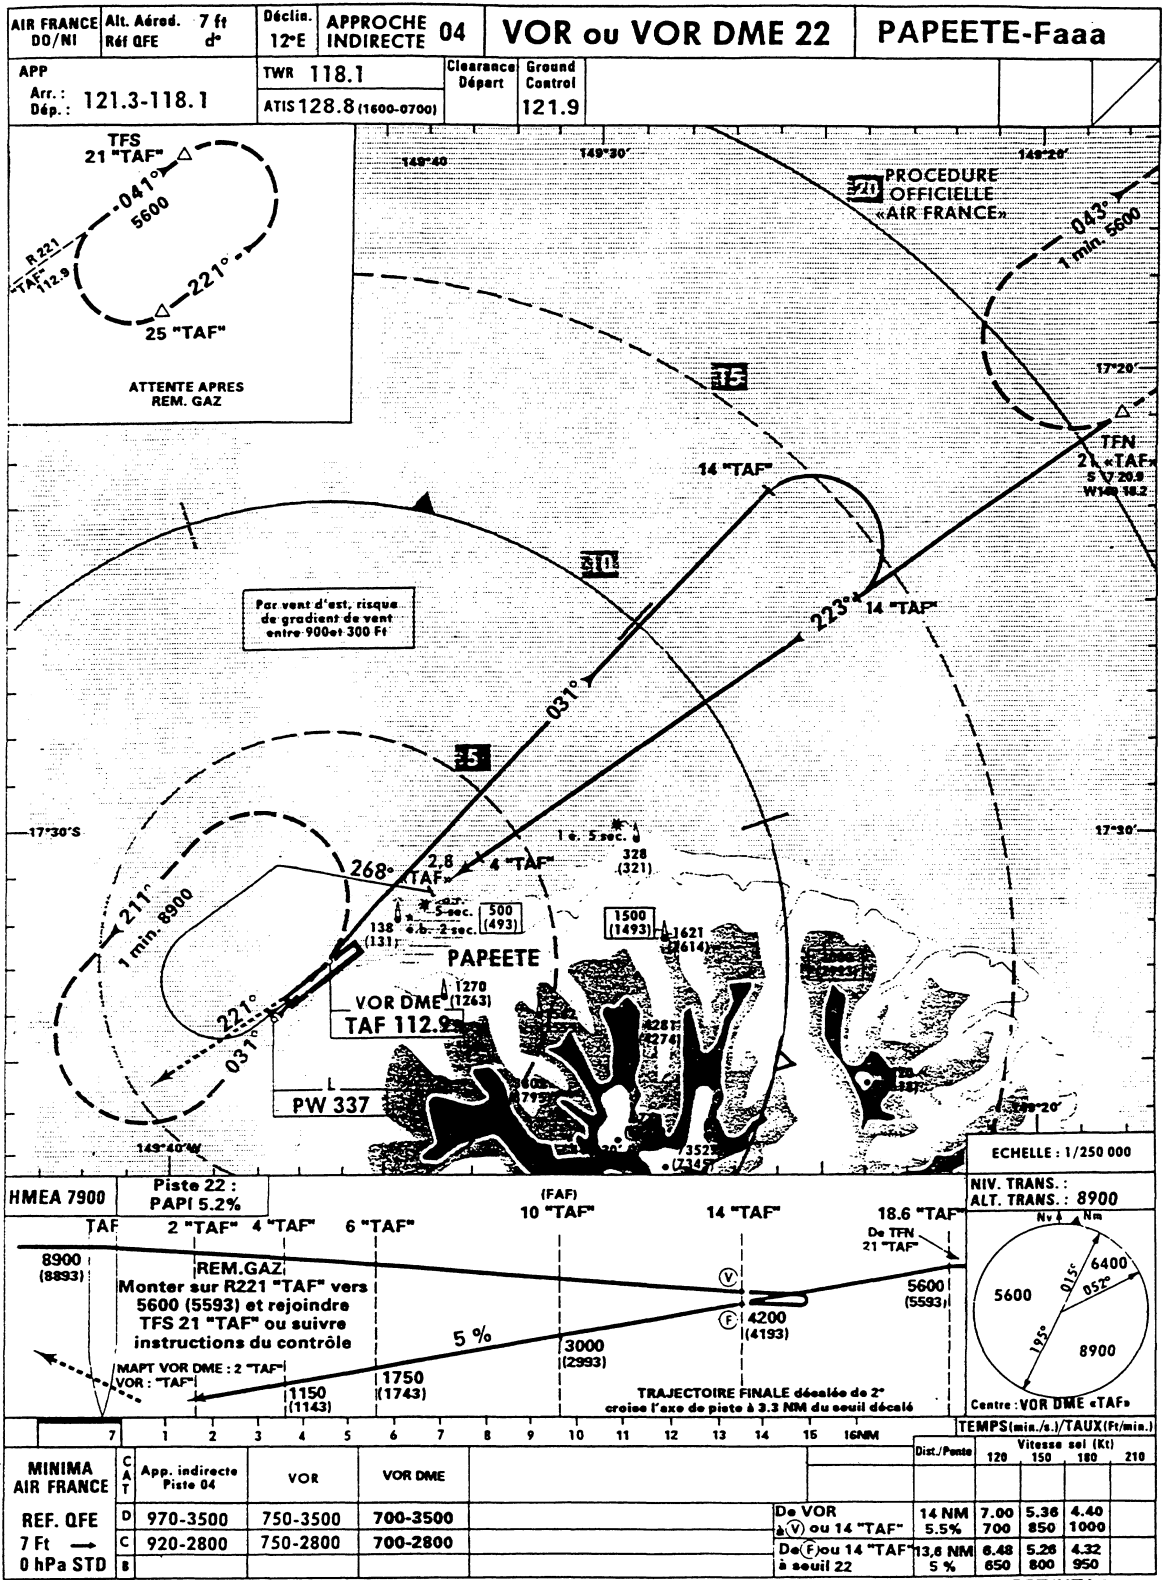 AIR FRANCE
DO/NI
Alt. Aérod. 7 ft
Réf QFE d°
Déclin.
12°E
APPROCHE
INDIRECTE 04
VOR ou VOR DME 22
PAPEETE-Faaa
APP
Arr. :
Dép. : 121.3-118.1
TWR 118.1
ATIS 128.8 (1600-0700)
Clearance
Départ
Ground
Control
121.9
TFS
21 "TAF"
041°
5600
R 221
"TAF"
112.9
221°
25 "TAF"
ATTENTE APRES
REM. GAZ
149°40
149°30'
149°20'
20
PROCEDURE
OFFICIELLE
«AIR FRANCE»
043°
1 min. 5600
17°20'
15
TFN
21 «TAF»
14 "TAF"
10
Par vent d'est, risque
de gradient de vent
entre 900et 300 Ft
223°
14 "TAF"
031°
5
17°30'S
17°30'
1 é. 5 sec.
328
(321)
4 "TAF"
2.8
«TAF»
268°
211°
1 min. 8900
5 sec.
é.b. 2 sec.
138
(131)
500
(493)
1500
(1493)
1621
PAPEETE
1270
(1263)
VOR DME
TAF 112.9
221°
031°
L
PW 337
7352
(7345)
149°40'W
149°20'
ECHELLE : 1/250 000
HMEA 7900
Piste 22 :
PAPI 5.2%
NIV. TRANS. :
ALT. TRANS. : 8900
(FAF)
TAF 2 "TAF" 4 "TAF" 6 "TAF" 10 "TAF" 14 "TAF" 18.6 "TAF"
De TFN
21 "TAF"
Nv Nm
8900
(8893)
REM.GAZ
Monter sur R221 "TAF" vers
5600 (5593) et rejoindre
TFS 21 "TAF" ou suivre
instructions du contrôle
V
F
5600
(5593)
4200
(4193)
5 %
3000
(2993)
MAPT VOR DME : 2 "TAF"
VOR : "TAF"
1750
(1743)
1150
(1143)
TRAJECTOIRE FINALE désalée de 2°
croise l'axe de piste à 3.3 NM du seuil décalé
015°
6400
052°
5600
195°
8900
Centre : VOR DME «TAF»
7 1 2 3 4 5 6 7 8 9 10 11 12 13 14 15 16NM
TEMPS(min./s.)/TAUX(Ft/min.)
Dist./Pente
Vitesse sol (Kt)
120 150 180 210
MINIMA
AIR FRANCE
CAT
App. indirecte
Piste 04
VOR
VOR DME
REF. QFE
7 Ft →
0 hPa STD
D 970-3500 750-3500 700-3500
C 920-2800 750-2800 700-2800
B
De VOR
à V ou 14 "TAF"
14 NM 7.00 5.36 4.40
5.5% 700 850 1000
De F ou 14 "TAF"
à seuil 22
13,6 NM 6.48 5.26 4.32
5 % 650 800 950